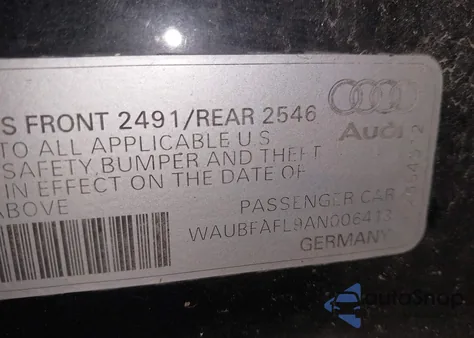 S FRONT 2491/REAR 2546
TO ALL APPLICABLE U.S
SAFETY, BUMPER AND THEFT
IN EFFECT ON THE DATE OF
ABOVE
Audi
PASSENGER CAR
WAUBFAFL9AN006413
GERMANY
autoShop